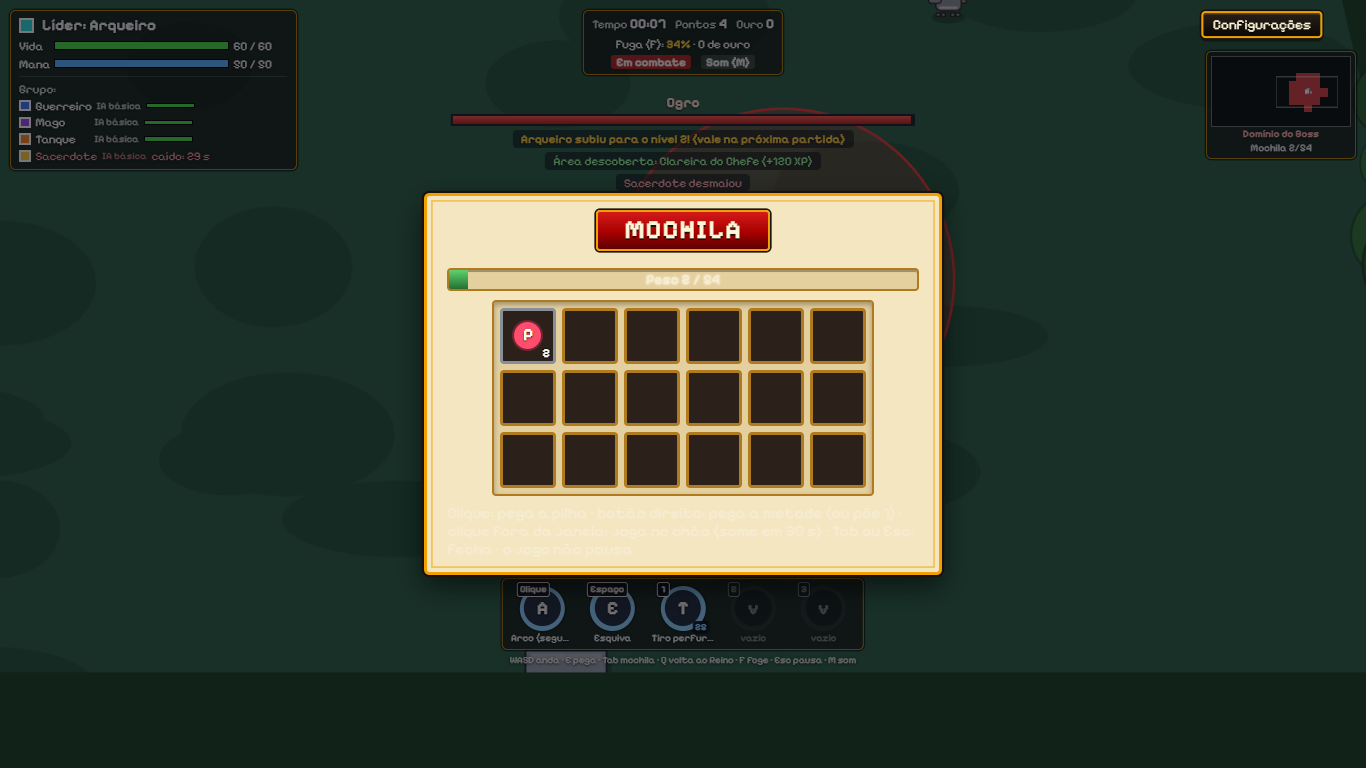 Líder: Arqueiro
Vida 60 / 60
Mana 80 / 80
Grupo:
Guerreiro IA básica
Mago IA básica
Tanque IA básica
Sacerdote IA básica caído: 29 s
Tempo 00:07 Pontos 4 Ouro 0
Fuga (F): 34% · 0 de ouro
Em combate Som (M)
Configurações
Domínio do Boss
Mochila 2/24
Ogro
Arqueiro subiu para o nível 2! (vale na próxima partida)
Área descoberta: Clareira do Chefe (+120 XP)
Sacerdote desmaiou
MOCHILA
Peso 2 / 24
P
2
Clique: pega a pilha · botão direito: pega a metade (ou põe 1) ·
clique fora da janela: joga no chão (some em 30 s) · Tab ou Esc:
fecha · o jogo não pausa
Clique Espaço 1 2 3
A E T v v
22
Arco (segu... Esquiva Tiro perfur... vazio vazio
WASD anda · E pega · Tab mochila · Q volta ao Reino · F Foge · Esc pausa · M som